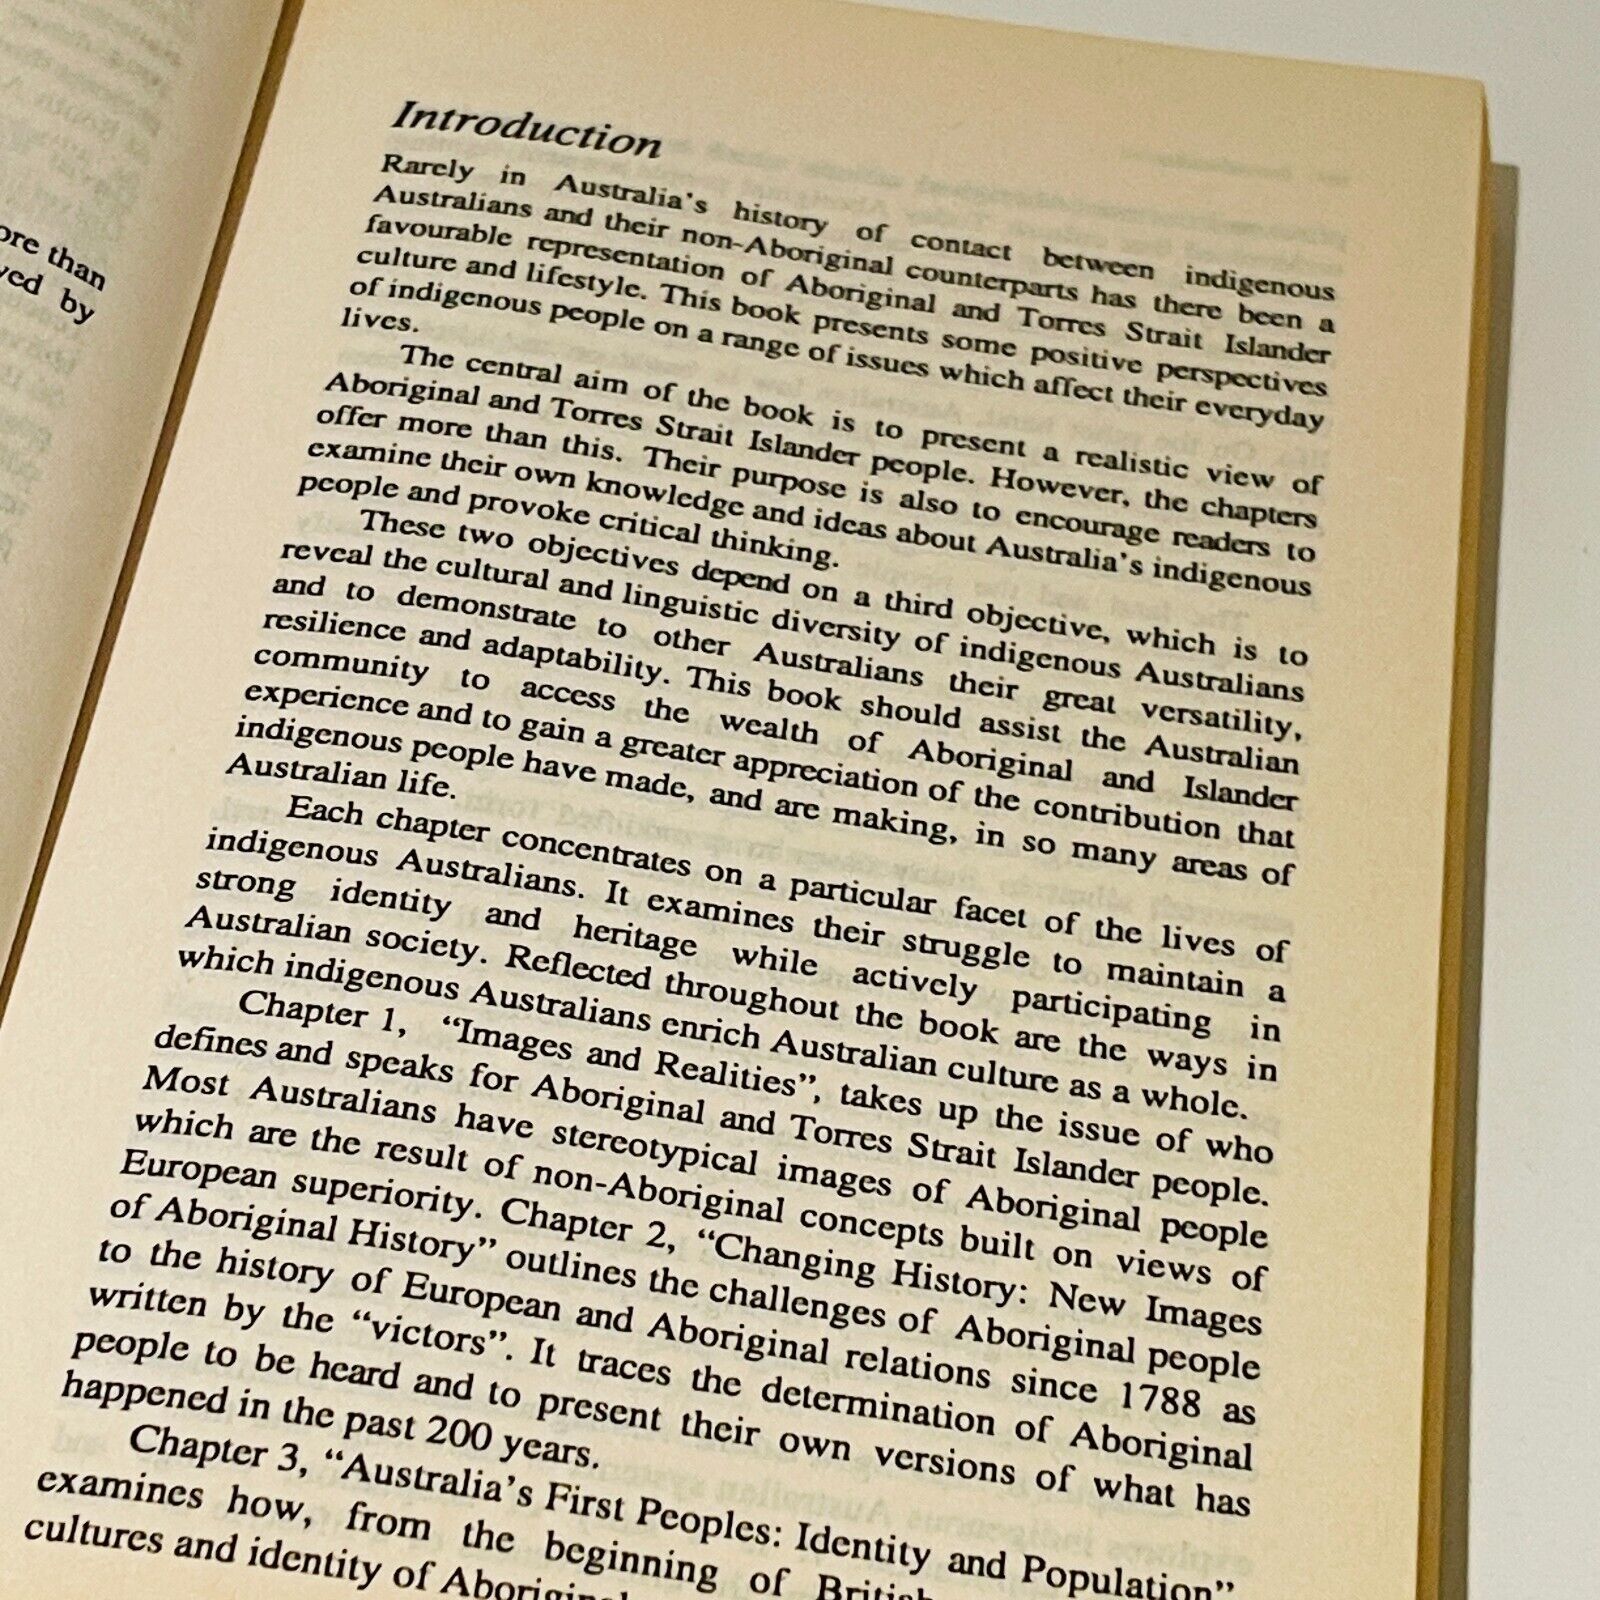 ore than
yed by
Introduction
Rarely in Australia's history of contact between indigenous
Australians and their non-Aboriginal counterparts has there been a
favourable representation of Aboriginal and Torres Strait Islander
culture and lifestyle. This book presents some positive perspectives
of indigenous people on a range of issues which affect their everyday
lives.
The central aim of the book is to present a realistic view of
Aboriginal and Torres Strait Islander people. However, the chapters
offer more than this. Their purpose is also to encourage readers to
examine their own knowledge and ideas about Australia's indigenous
people and provoke critical thinking.
These two objectives depend on a third objective, which is to
reveal the cultural and linguistic diversity of indigenous Australians
and to demonstrate to other Australians their great versatility,
resilience and adaptability. This book should assist the Australian
community to access the wealth of Aboriginal and Islander
experience and to gain a greater appreciation of the contribution that
indigenous people have made, and are making, in so many areas of
Australian life.
Each chapter concentrates on a particular facet of the lives of
indigenous Australians. It examines their struggle to maintain a
strong identity and heritage while actively participating in
Australian society. Reflected throughout the book are the ways in
which indigenous Australians enrich Australian culture as a whole.
Chapter 1, "Images and Realities", takes up the issue of who
defines and speaks for Aboriginal and Torres Strait Islander people.
Most Australians have stereotypical images of Aboriginal people
which are the result of non-Aboriginal concepts built on views of
European superiority. Chapter 2, "Changing History: New Images
of Aboriginal History" outlines the challenges of Aboriginal people
to the history of European and Aboriginal relations since 1788 as
written by the "victors". It traces the determination of Aboriginal
people to be heard and to present their own versions of what has
happened in the past 200 years.
Chapter 3, "Australia's First Peoples: Identity and Population"
examines how, from the beginning of British
cultures and identity of Aboriginal